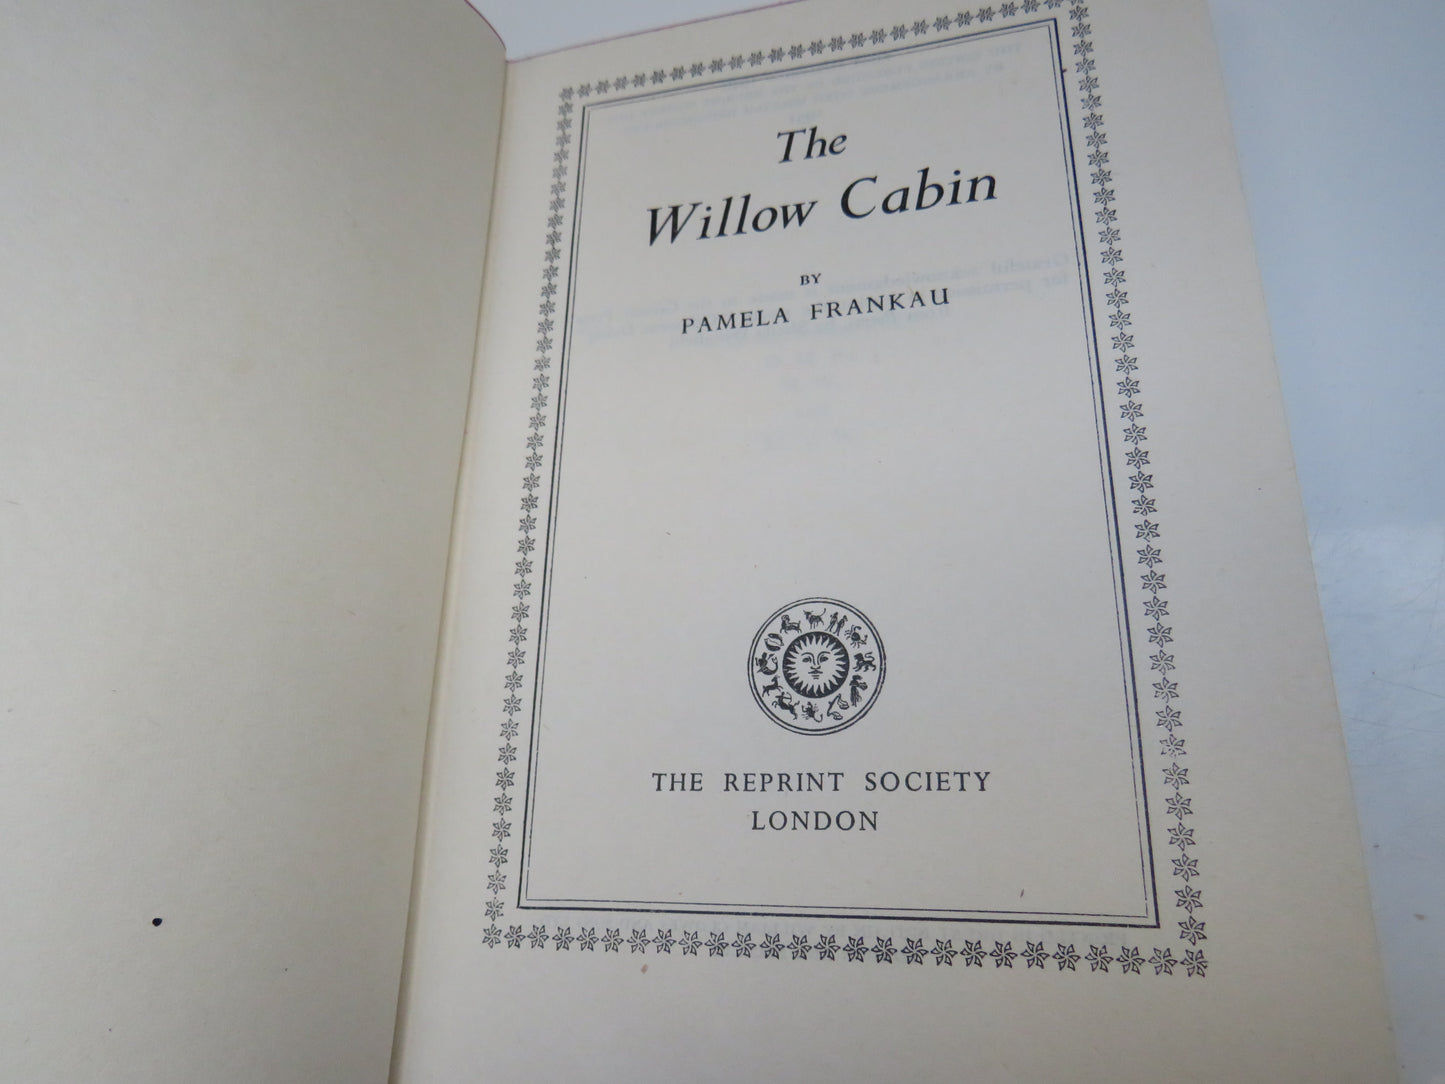 The
Willow Cabin
BY
PAMELA FRANKAU
THE REPRINT SOCIETY
LONDON